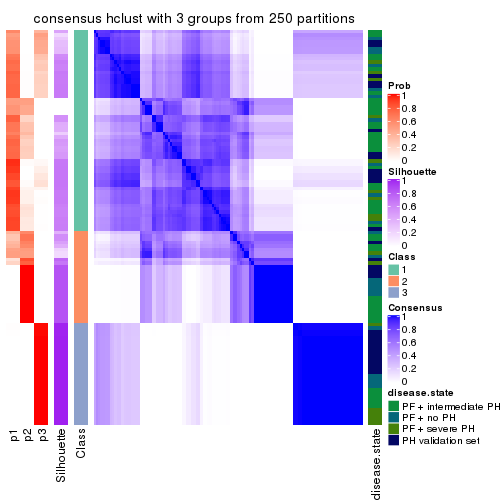 consensus hclust with 3 groups from 250 partitions
Prob
1
0.8
0.6
0.4
0.2
0
Silhouette
1
0.8
0.6
0.4
0.2
0
Class
1
2
3
Consensus
1
0.8
0.6
0.4
0.2
0
disease.state
PF + intermediate PH
PF + no PH
PF + severe PH
PH validation set
p1
p2
p3
Silhouette
Class
disease.state